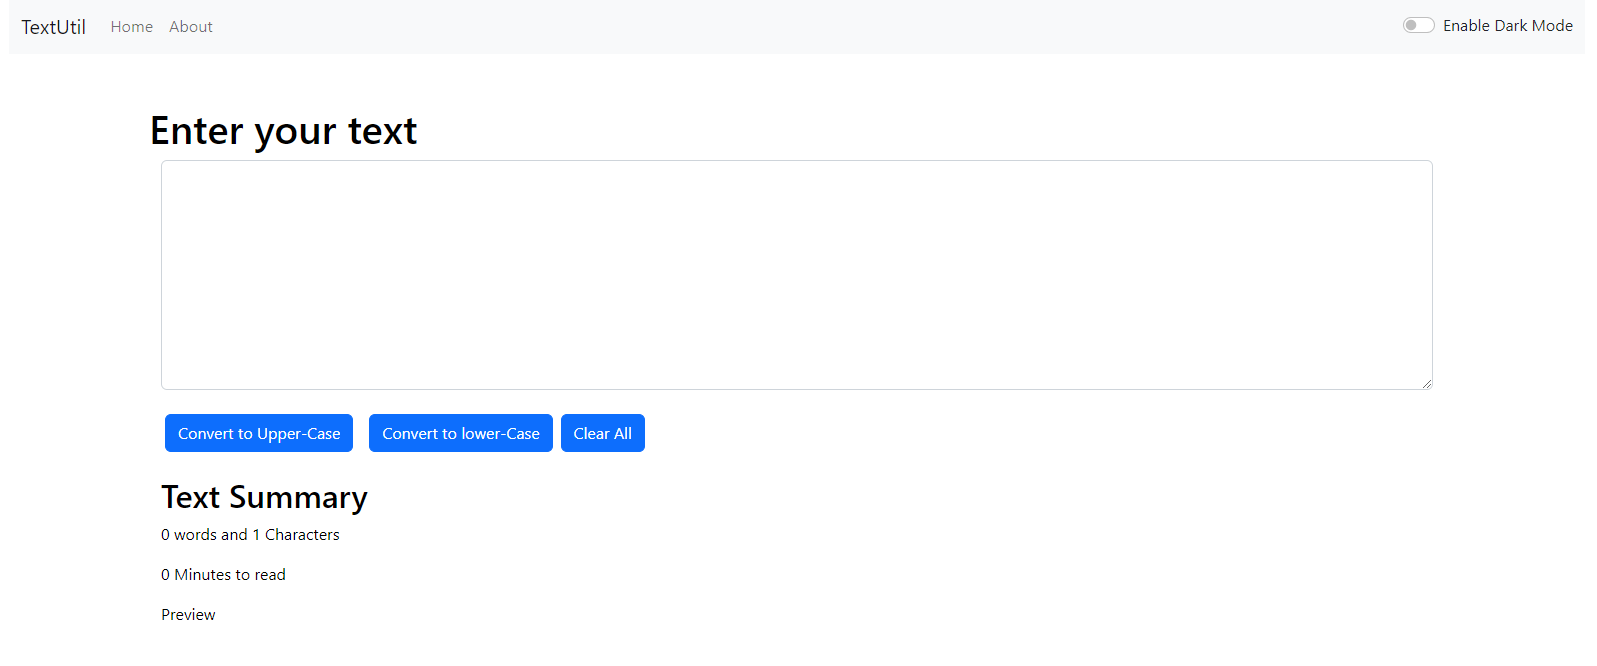 TextUtil Home About Enable Dark Mode
Enter your text
Convert to Upper-Case Convert to lower-Case Clear All
Text Summary
0 words and 1 Characters
0 Minutes to read
Preview